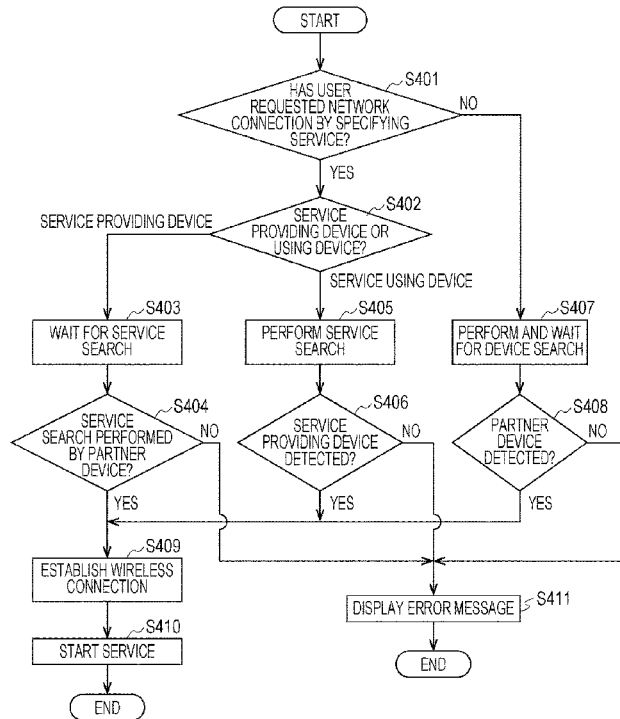 START
S401
HAS USER
REQUESTED NETWORK
CONNECTION BY SPECIFYING
SERVICE?
NO
YES
S402
SERVICE
PROVIDING DEVICE OR
USING DEVICE?
SERVICE PROVIDING DEVICE
SERVICE USING DEVICE
S403
WAIT FOR SERVICE
SEARCH
S405
PERFORM SERVICE
SEARCH
S407
PERFORM AND WAIT
FOR DEVICE SEARCH
S404
SERVICE
SEARCH PERFORMED
BY PARTNER
DEVICE?
NO
YES
S406
SERVICE
PROVIDING DEVICE
DETECTED?
NO
YES
S408
PARTNER
DEVICE
DETECTED?
NO
YES
S409
ESTABLISH WIRELESS
CONNECTION
S410
START SERVICE
END
S411
DISPLAY ERROR MESSAGE
END